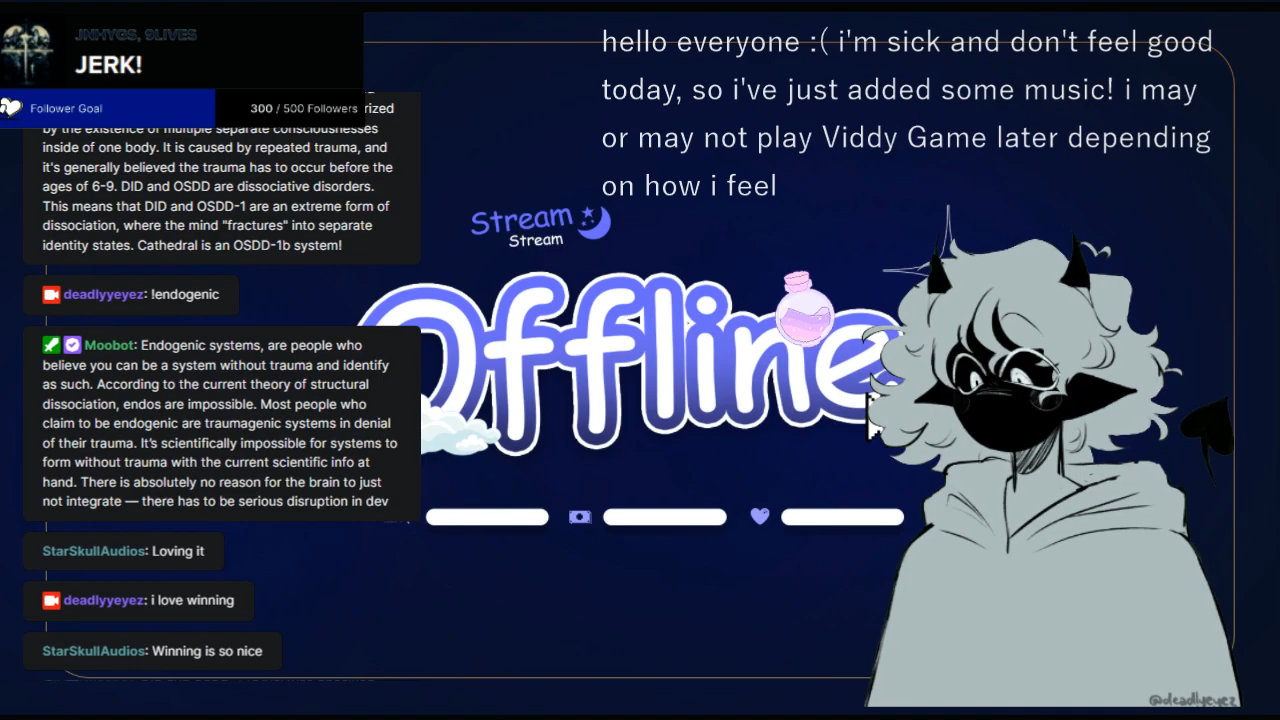 JNHYGS, 9LIVES
JERK!
Follower Goal
300 / 500 Followers
rized
by the existence of multiple separate consciousnesses
inside of one body. It is caused by repeated trauma, and
it's generally believed the trauma has to occur before the
ages of 6-9. DID and OSDD are dissociative disorders.
This means that DID and OSDD-1 are an extreme form of
dissociation, where the mind "fractures" into separate
identity states. Cathedral is an OSDD-1b system!
deadlyyeyez: !endogenic
Moobot: Endogenic systems, are people who
believe you can be a system without trauma and identify
as such. According to the current theory of structural
dissociation, endos are impossible. Most people who
claim to be endogenic are traumagenic systems in denial
of their trauma. It's scientifically impossible for systems to
form without trauma with the current scientific info at
hand. There is absolutely no reason for the brain to just
not integrate — there has to be serious disruption in dev
StarSkullAudios: Loving it
deadlyyeyez: i love winning
StarSkullAudios: Winning is so nice
hello everyone :( i'm sick and don't feel good
today, so i've just added some music! i may
or may not play Viddy Game later depending
on how i feel
Stream
Stream
Offline
@deadlyeyez